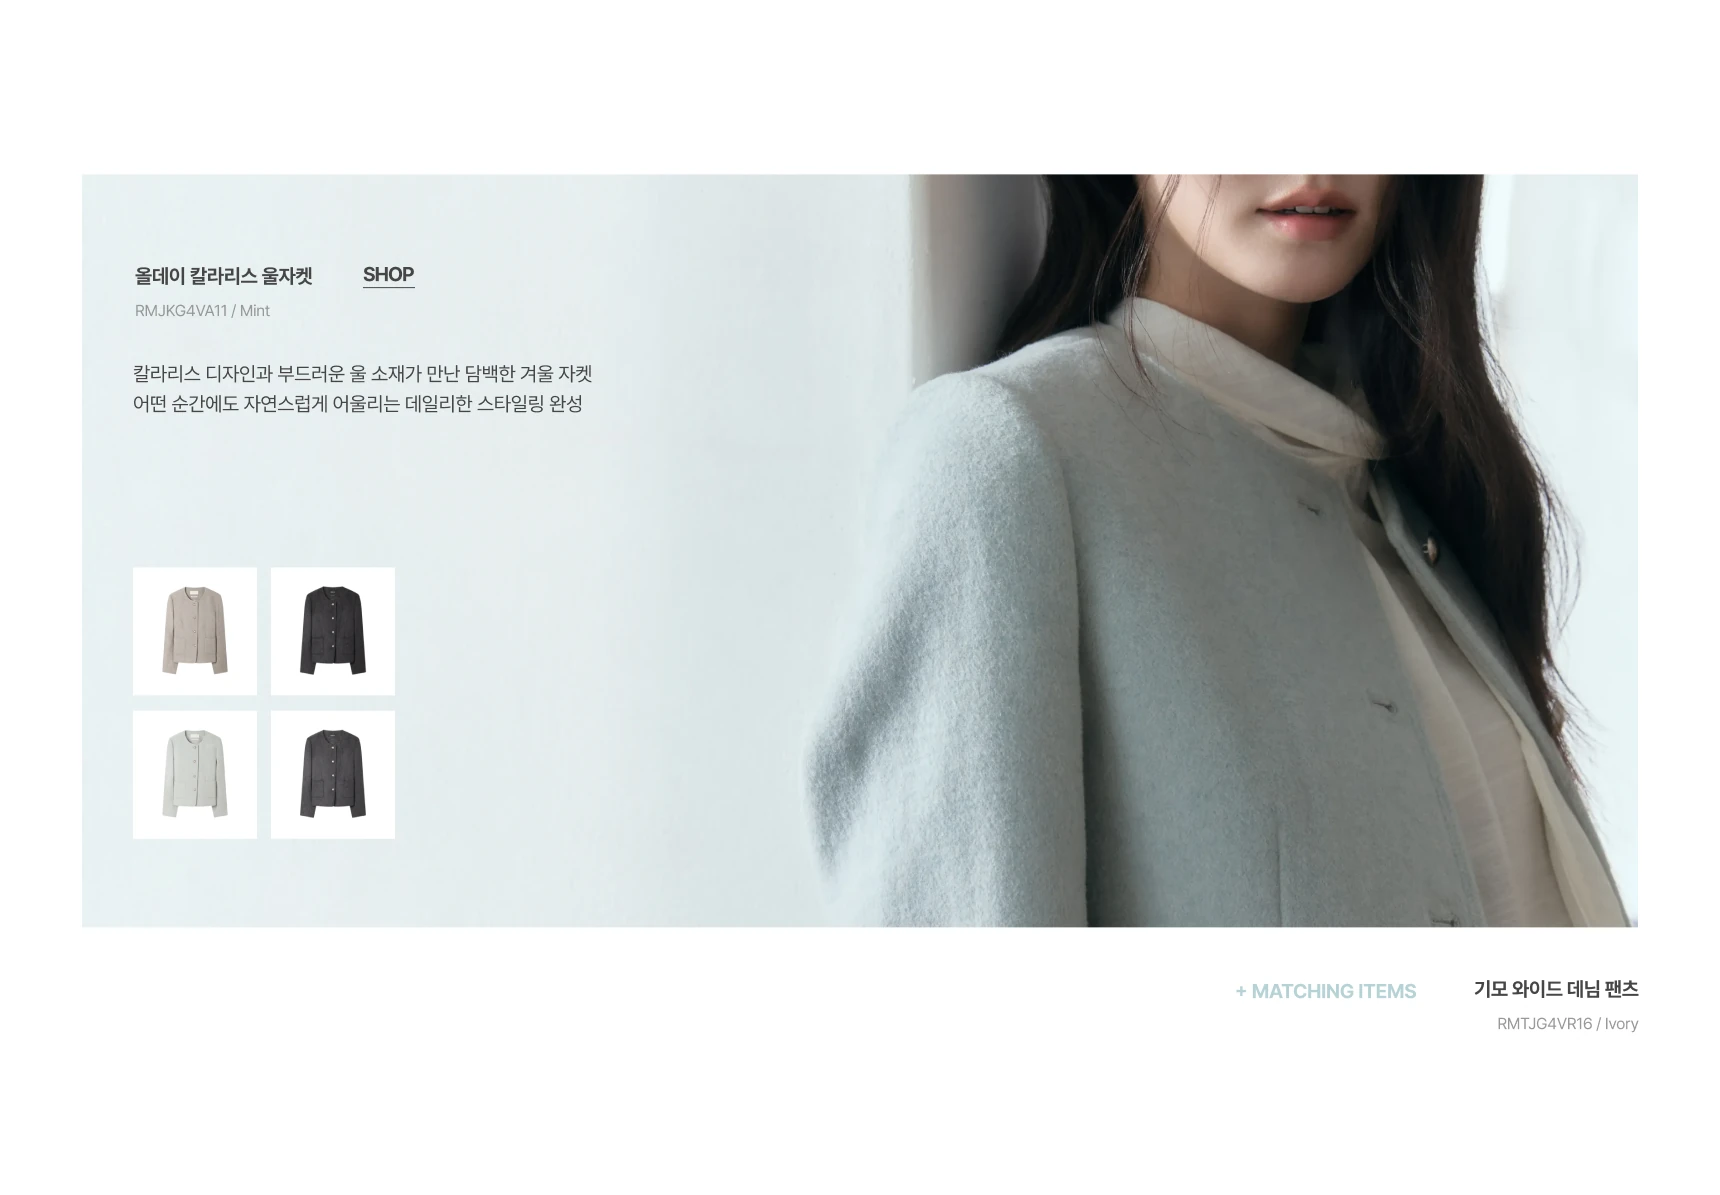 올데이 칼라리스 울자켓
SHOP
RMJKG4VA11 / Mint
칼라리스 디자인과 부드러운 울 소재가 만난 담백한 겨울 자켓
어떤 순간에도 자연스럽게 어울리는 데일리한 스타일링 완성
+ MATCHING ITEMS
기모 와이드 데님 팬츠
RMTJG4VR16 / Ivory